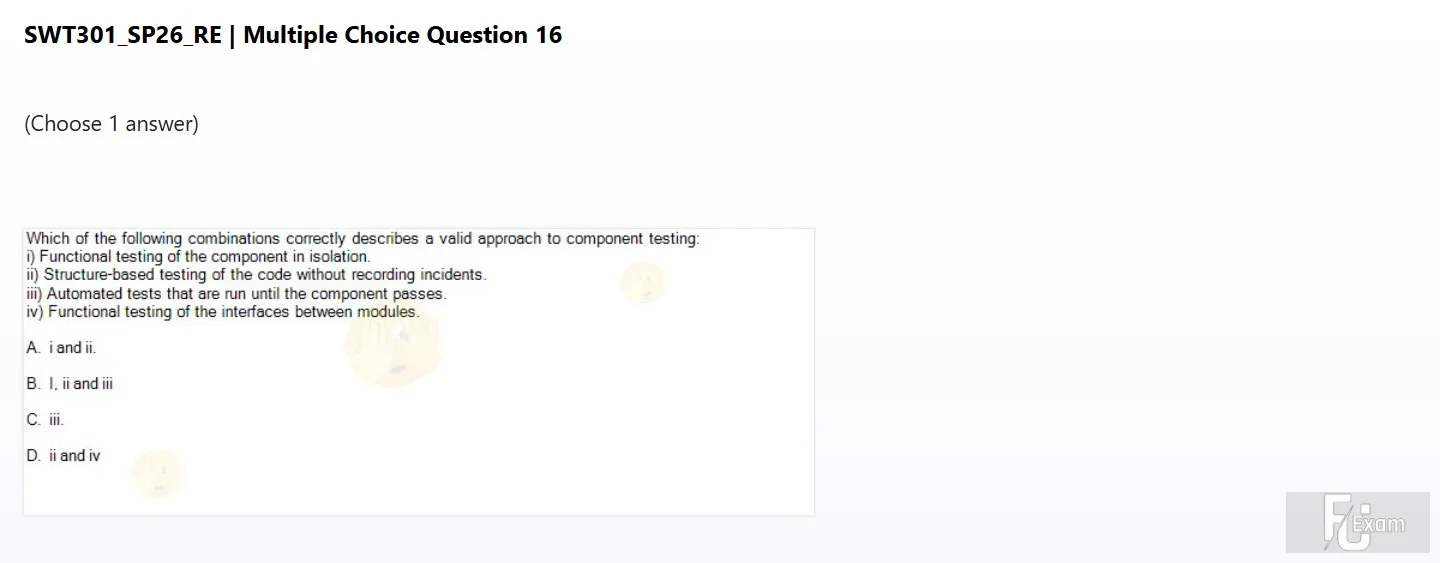 SWT301_SP26_RE | Multiple Choice Question 16
(Choose 1 answer)
Which of the following combinations correctly describes a valid approach to component testing:
i) Functional testing of the component in isolation.
ii) Structure-based testing of the code without recording incidents.
iii) Automated tests that are run until the component passes.
iv) Functional testing of the interfaces between modules.
A. i and ii.
B. I, ii and iii
C. iii.
D. ii and iv
FU Exam